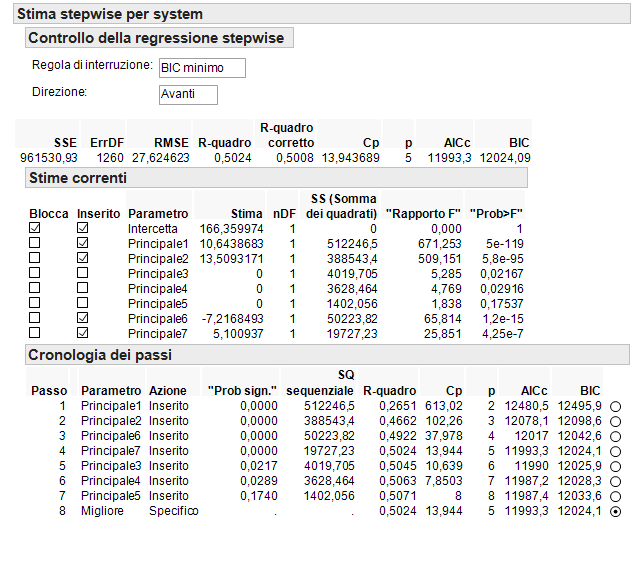 Stima stepwise per system
Controllo della regressione stepwise
Regola di interruzione: BIC minimo
Direzione: Avanti
R-quadro
SSE ErrDF RMSE R-quadro corretto Cp p AICc BIC
961530,93 1260 27,624623 0,5024 0,5008 13,943689 5 11993,3 12024,09
Stime correnti
SS (Somma
Blocca Inserito Parametro Stima nDF dei quadrati) "Rapporto F" "Prob>F"
Intercetta 166,359974 1 0 0,000 1
Principale1 10,6438683 1 512246,5 671,253 5e-119
Principale2 13,5093171 1 388543,4 509,151 5,8e-95
Principale3 0 1 4019,705 5,285 0,02167
Principale4 0 1 3628,464 4,769 0,02916
Principale5 0 1 1402,056 1,838 0,17537
Principale6 -7,2168493 1 50223,82 65,814 1,2e-15
Principale7 5,100937 1 19727,23 25,851 4,25e-7
Cronologia dei passi
SQ
Passo Parametro Azione "Prob sign." sequenziale R-quadro Cp p AICc BIC
1 Principale1 Inserito 0,0000 512246,5 0,2651 613,02 2 12480,5 12495,9
2 Principale2 Inserito 0,0000 388543,4 0,4662 102,26 3 12078,1 12098,6
3 Principale6 Inserito 0,0000 50223,82 0,4922 37,978 4 12017 12042,6
4 Principale7 Inserito 0,0000 19727,23 0,5024 13,944 5 11993,3 12024,1
5 Principale3 Inserito 0,0217 4019,705 0,5045 10,639 6 11990 12025,9
6 Principale4 Inserito 0,0289 3628,464 0,5063 7,8503 7 11987,2 12028,3
7 Principale5 Inserito 0,1740 1402,056 0,5071 8 8 11987,4 12033,6
8 Migliore Specifico . . 0,5024 13,944 5 11993,3 12024,1